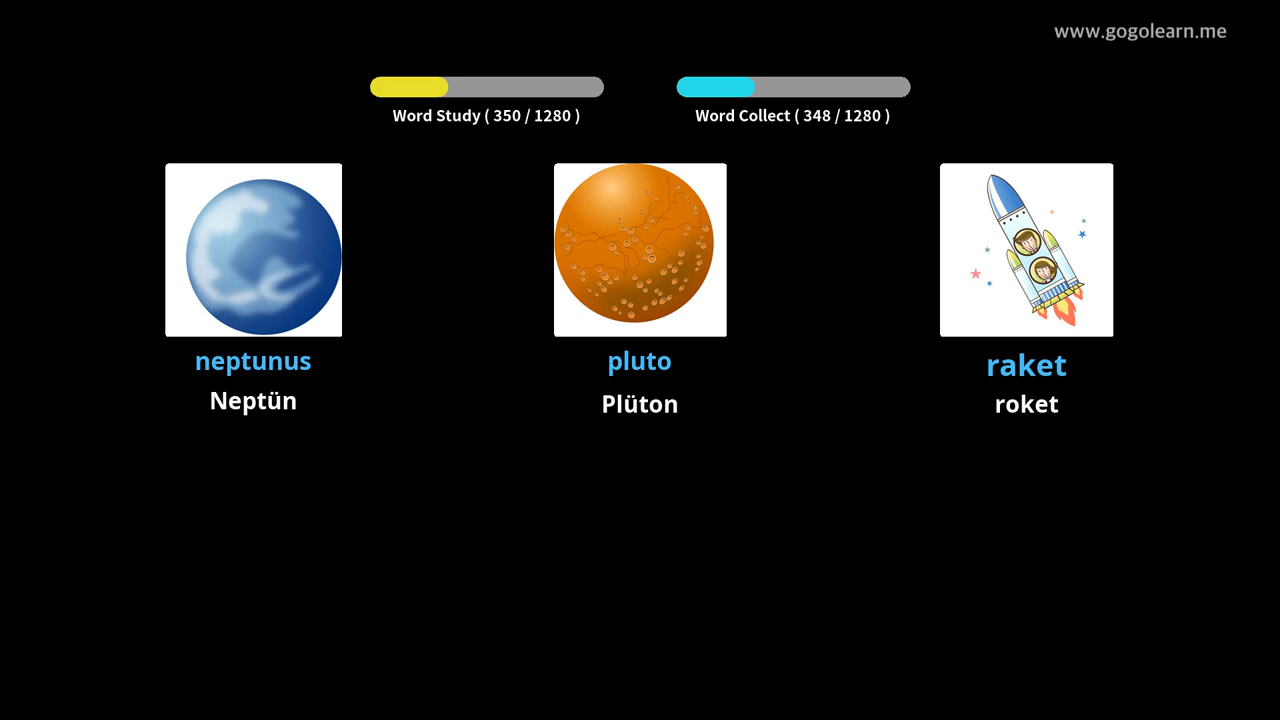 www.gogolearn.me
Word Study ( 350 / 1280 )
Word Collect ( 348 / 1280 )
neptunus
Neptün
pluto
Plüton
raket
roket